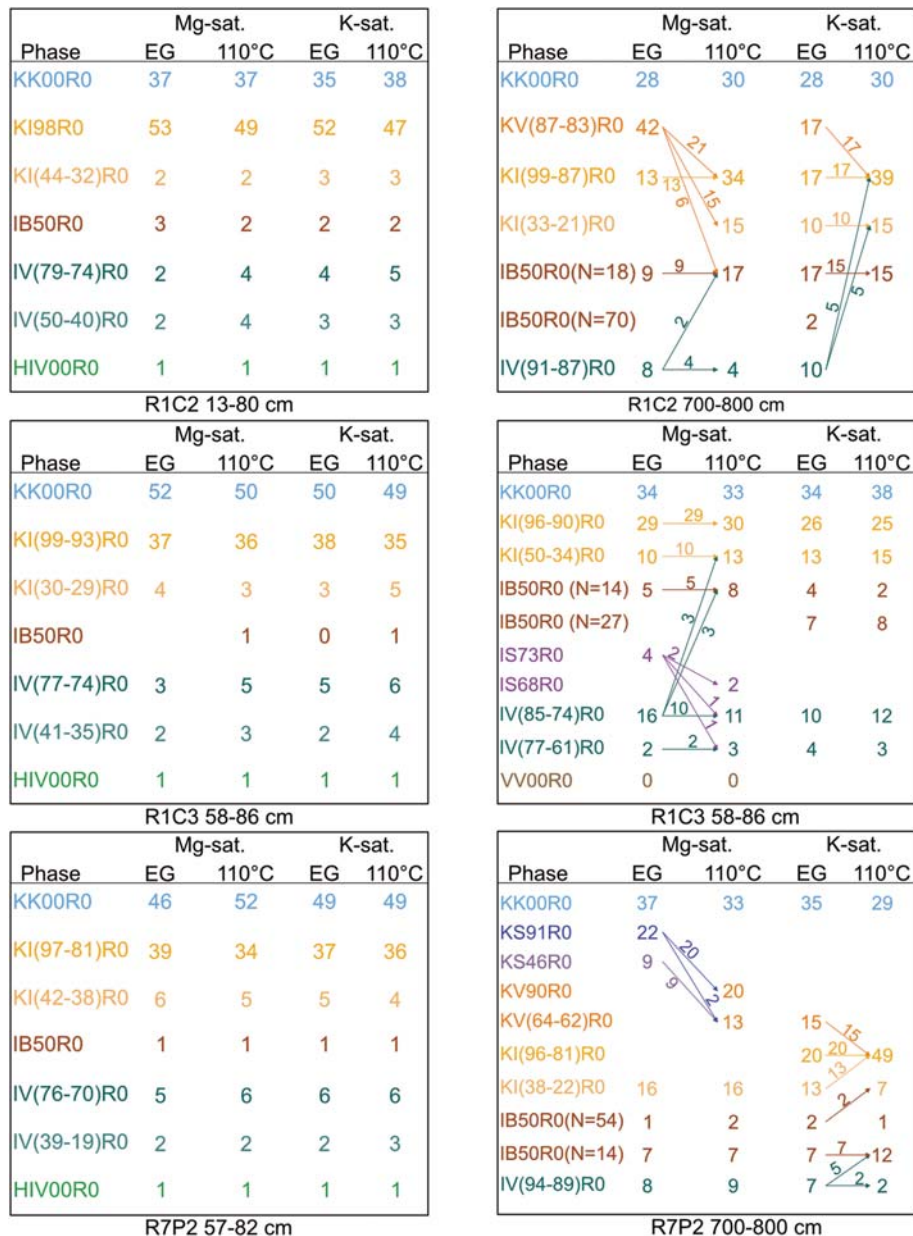 Mg-sat. K-sat.
Phase EG 110°C EG 110°C
KK00R0 37 37 35 38
KI98R0 53 49 52 47
KI(44-32)R0 2 2 3 3
IB50R0 3 2 2 2
IV(79-74)R0 2 4 4 5
IV(50-40)R0 2 4 3 3
HIV00R0 1 1 1 1
R1C2 13-80 cm
Mg-sat. K-sat.
Phase EG 110°C EG 110°C
KK00R0 28 30 28 30
KV(87-83)R0 42 17
21 17
KI(99-87)R0 13 13 34 17 17 39
6 15
KI(33-21)R0 15 10 10 15
IB50R0(N=18) 9 9 17 17 15 15
IB50R0(N=70) 2 2 5 5
IV(91-87)R0 8 4 4 10
R1C2 700-800 cm
Mg-sat. K-sat.
Phase EG 110°C EG 110°C
KK00R0 52 50 50 49
KI(99-93)R0 37 36 38 35
KI(30-29)R0 4 3 3 5
IB50R0 1 0 1
IV(77-74)R0 3 5 5 6
IV(41-35)R0 2 3 2 4
HIV00R0 1 1 1 1
R1C3 58-86 cm
Mg-sat. K-sat.
Phase EG 110°C EG 110°C
KK00R0 34 33 34 38
KI(96-90)R0 29 29 30 26 25
KI(50-34)R0 10 10 13 13 15
IB50R0 (N=14) 5 5 8 4 2
IB50R0 (N=27) 3 3 7 8
IS73R0 4 2
IS68R0 2
1
IV(85-74)R0 16 10 11 10 12
1
IV(77-61)R0 2 2 3 4 3
VV00R0 0 0
R1C3 58-86 cm
Mg-sat. K-sat.
Phase EG 110°C EG 110°C
KK00R0 46 52 49 49
KI(97-81)R0 39 34 37 36
KI(42-38)R0 6 5 5 4
IB50R0 1 1 1 1
IV(76-70)R0 5 6 6 6
IV(39-19)R0 2 2 2 3
HIV00R0 1 1 1 1
R7P2 57-82 cm
Mg-sat. K-sat.
Phase EG 110°C EG 110°C
KK00R0 37 33 35 29
KS91R0 22
20
KS46R0 9
9 2
KV90R0 20
KV(64-62)R0 13 15 15
KI(96-81)R0 20 20 49
13
KI(38-22)R0 16 16 13 7
2
IB50R0(N=54) 1 2 2 1
IB50R0(N=14) 7 7 7 7 12
5
IV(94-89)R0 8 9 7 2 2
R7P2 700-800 cm